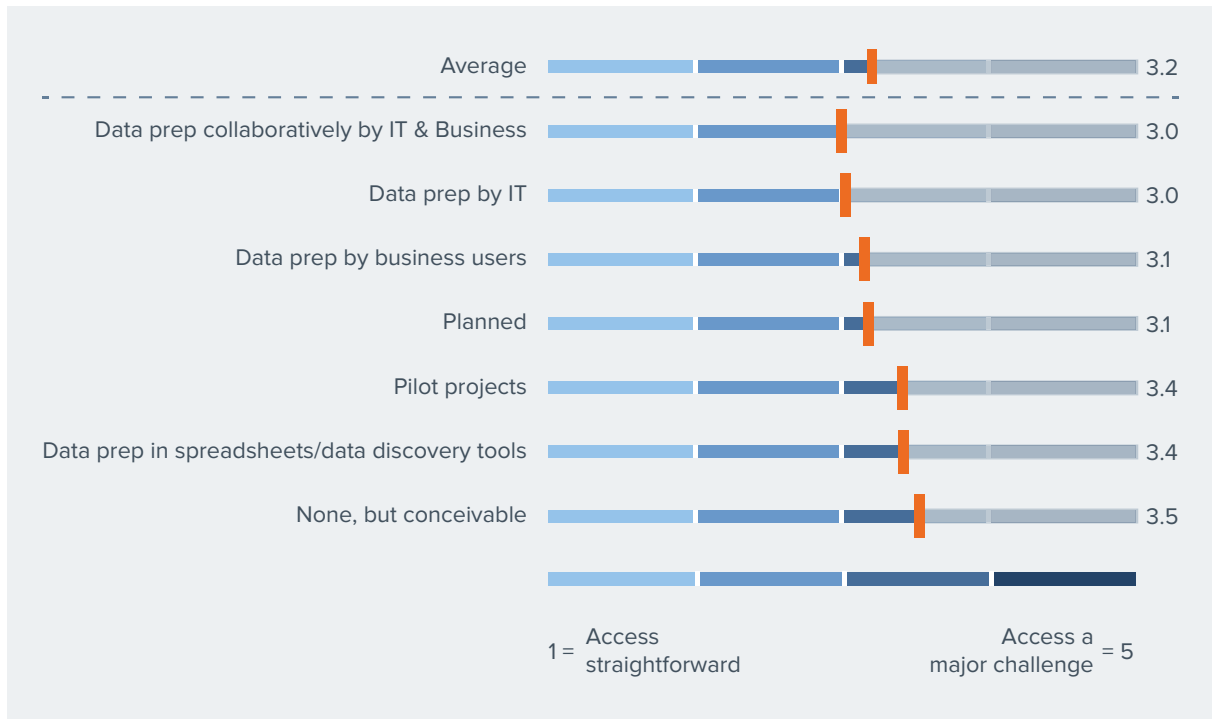 Average 3.2
Data prep collaboratively by IT & Business 3.0
Data prep by IT 3.0
Data prep by business users 3.1
Planned 3.1
Pilot projects 3.4
Data prep in spreadsheets/data discovery tools 3.4
None, but conceivable 3.5
1 = Access straightforward
Access a major challenge = 5